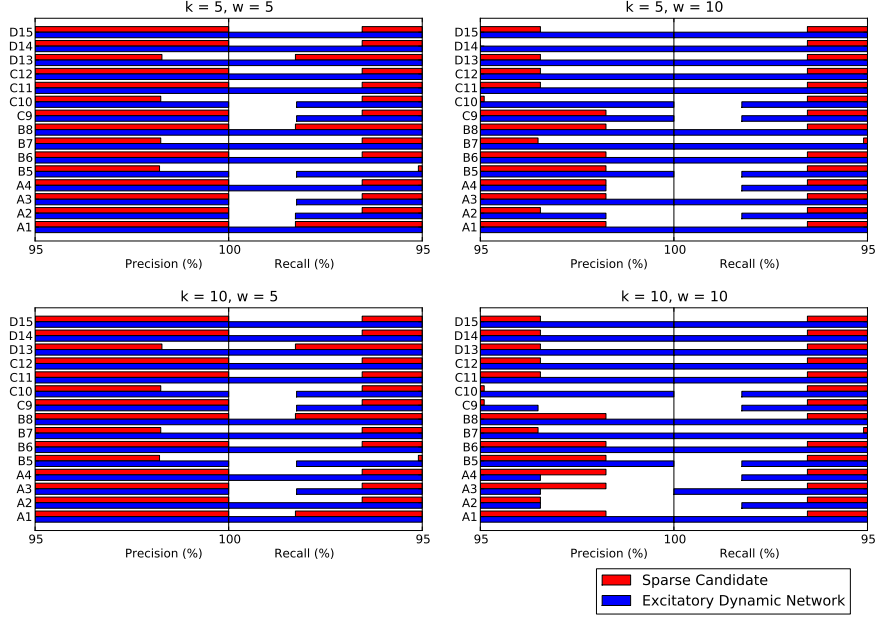 k = 5, w = 5
D15
D14
D13
C12
C11
C10
C9
B8
B7
B6
B5
A4
A3
A2
A1
95 100 95
Precision (%) Recall (%)
k = 5, w = 10
D15
D14
D13
C12
C11
C10
C9
B8
B7
B6
B5
A4
A3
A2
A1
95 100 95
Precision (%) Recall (%)
k = 10, w = 5
D15
D14
D13
C12
C11
C10
C9
B8
B7
B6
B5
A4
A3
A2
A1
95 100 95
Precision (%) Recall (%)
k = 10, w = 10
D15
D14
D13
C12
C11
C10
C9
B8
B7
B6
B5
A4
A3
A2
A1
95 100 95
Precision (%) Recall (%)
Sparse Candidate
Excitatory Dynamic Network